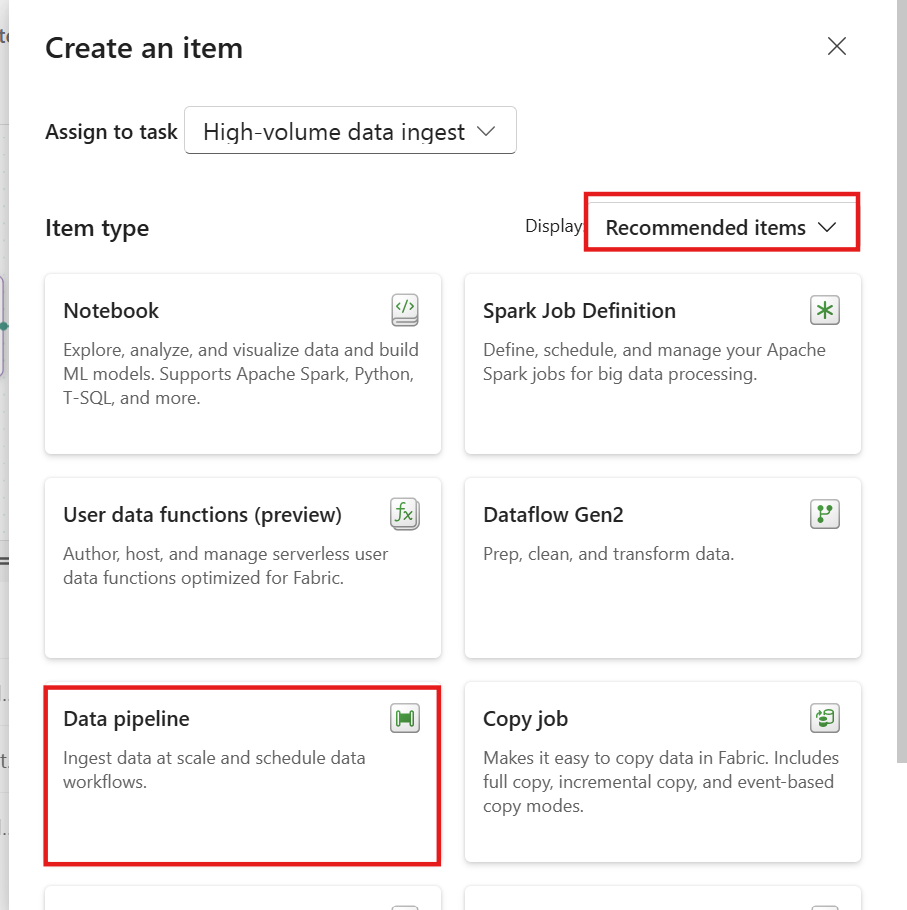 Create an item
Assign to task High-volume data ingest
Item type
Display: Recommended items
Notebook
Explore, analyze, and visualize data and build
ML models. Supports Apache Spark, Python,
T-SQL, and more.
Spark Job Definition
Define, schedule, and manage your Apache
Spark jobs for big data processing.
User data functions (preview)
Author, host, and manage serverless user
data functions optimized for Fabric.
Dataflow Gen2
Prep, clean, and transform data.
Data pipeline
Ingest data at scale and schedule data
workflows.
Copy job
Makes it easy to copy data in Fabric. Includes
full copy, incremental copy, and event-based
copy modes.